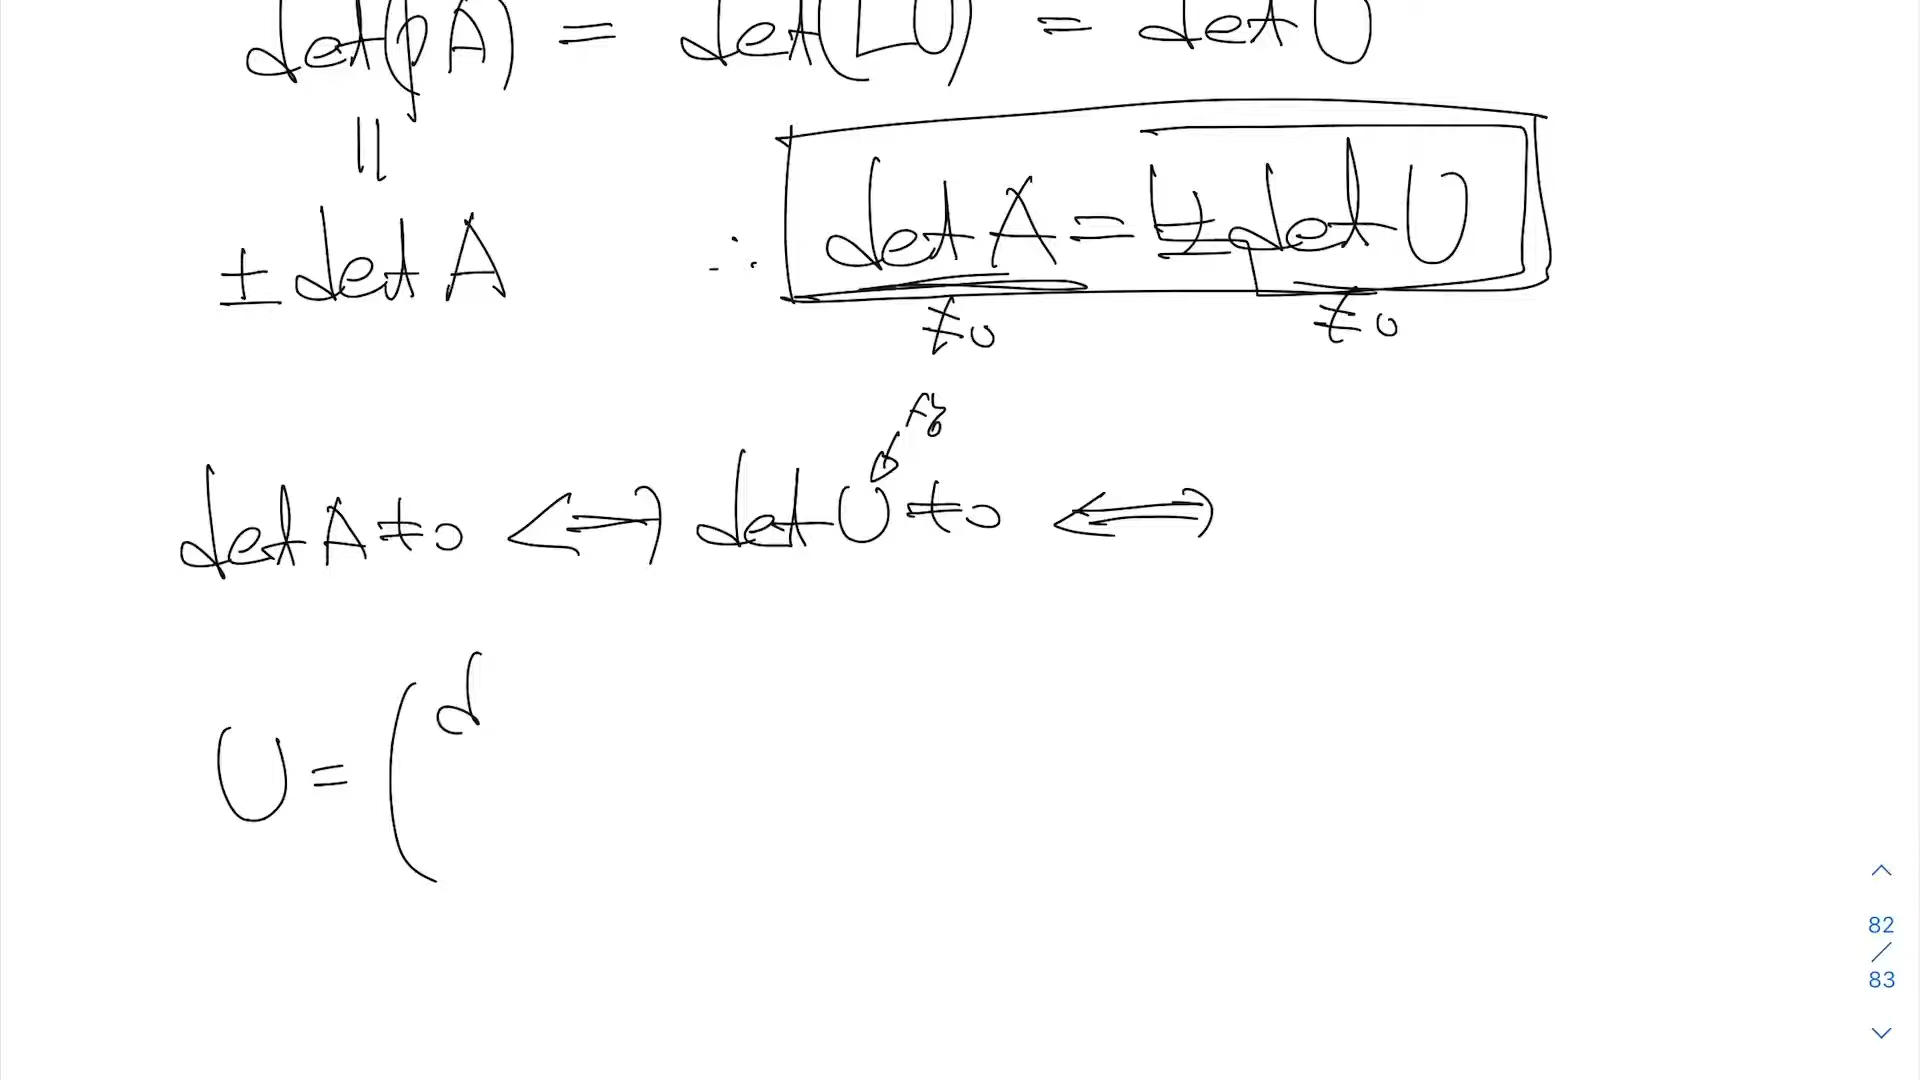 det(PA) = det(LU) = det U
||
± det A ∴ det A = ± det U
≠0 ≠0
det A ≠ 0 ⟺ det U ≠ 0 ⟺
U = ( d
82
/
83